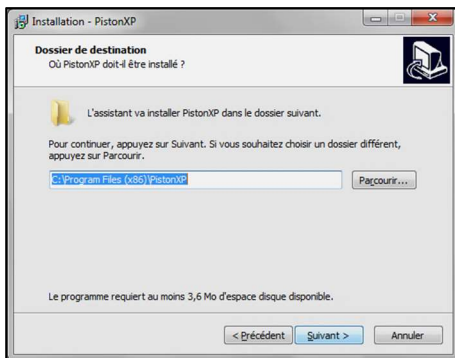 Installation - PistonXP
Dossier de destination
Où PistonXP doit-il être installé ?
L'assistant va installer PistonXP dans le dossier suivant.
Pour continuer, appuyez sur Suivant. Si vous souhaitez choisir un dossier différent,
appuyez sur Parcourir.
C:\Program Files (x86)\PistonXP
Parcourir...
Le programme requiert au moins 3,6 Mo d'espace disque disponible.
< Précédent Suivant > Annuler